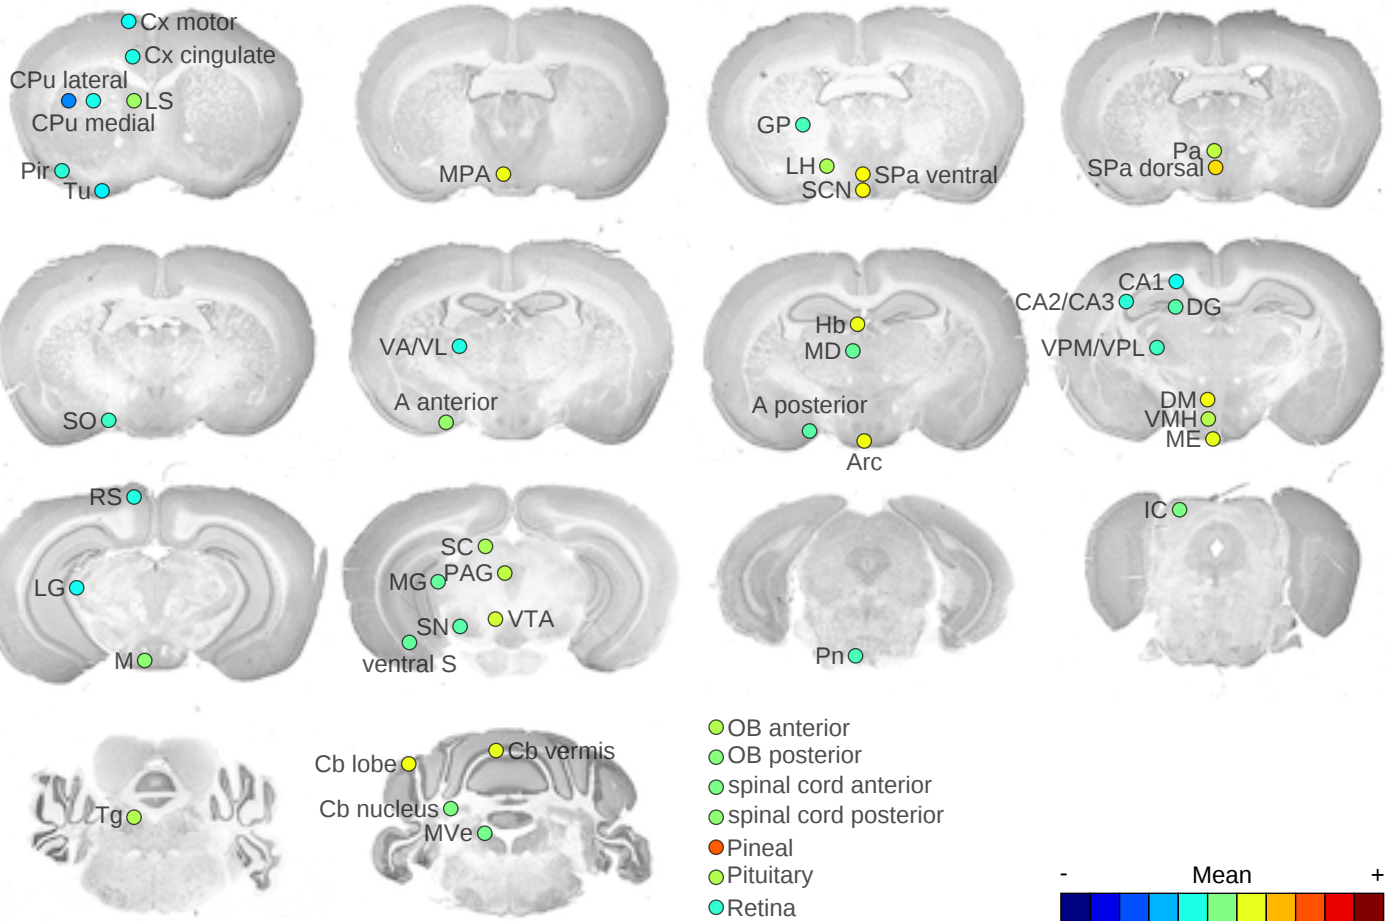 Cx motor
Cx cingulate
CPu lateral
LS
CPu medial
Pir
Tu
MPA
GP
LH
SPa ventral
SCN
Pa
SPa dorsal
SO
VA/VL
A anterior
Hb
MD
A posterior
Arc
CA1
CA2/CA3
DG
VPM/VPL
DM
VMH
ME
RS
LG
M
SC
MG
PAG
SN
VTA
ventral S
Pn
IC
Tg
Cb lobe
Cb vermis
Cb nucleus
MVe
OB anterior
OB posterior
spinal cord anterior
spinal cord posterior
Pineal
Pituitary
Retina
- Mean +